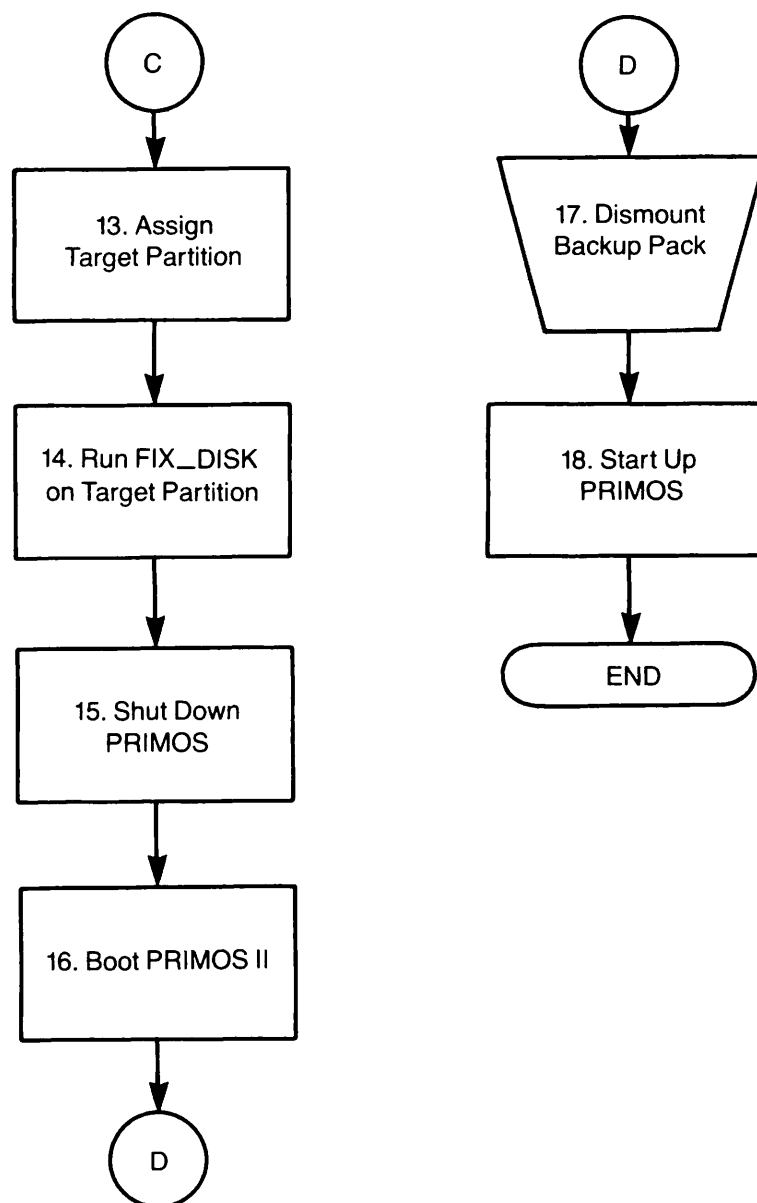 C
13. Assign
Target Partition
14. Run FIX_DISK
on Target Partition
15. Shut Down
PRIMOS
16. Boot PRIMOS II
D
D
17. Dismount
Backup Pack
18. Start Up
PRIMOS
END